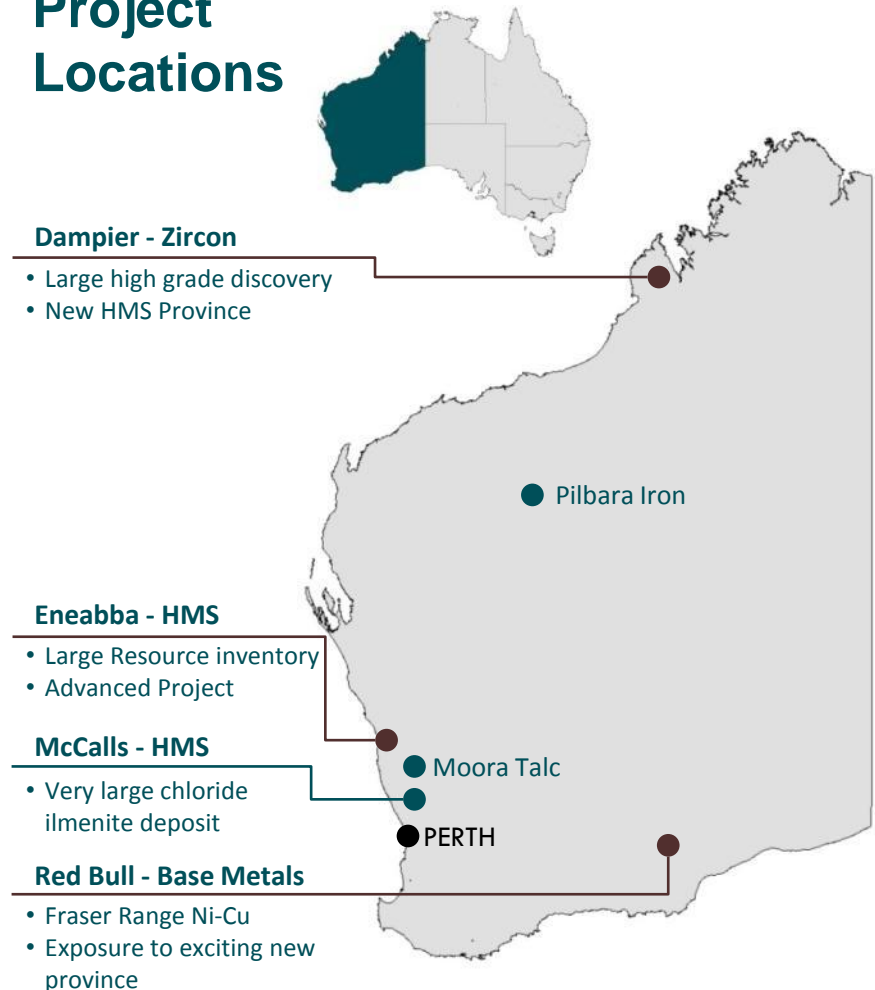 Project
Locations
Dampier - Zircon
• Large high grade discovery
• New HMS Province
Pilbara Iron
Eneabba - HMS
• Large Resource inventory
• Advanced Project
McCalls - HMS
Moora Talc
• Very large chloride
ilmenite deposit
PERTH
Red Bull - Base Metals
• Fraser Range Ni-Cu
• Exposure to exciting new
province